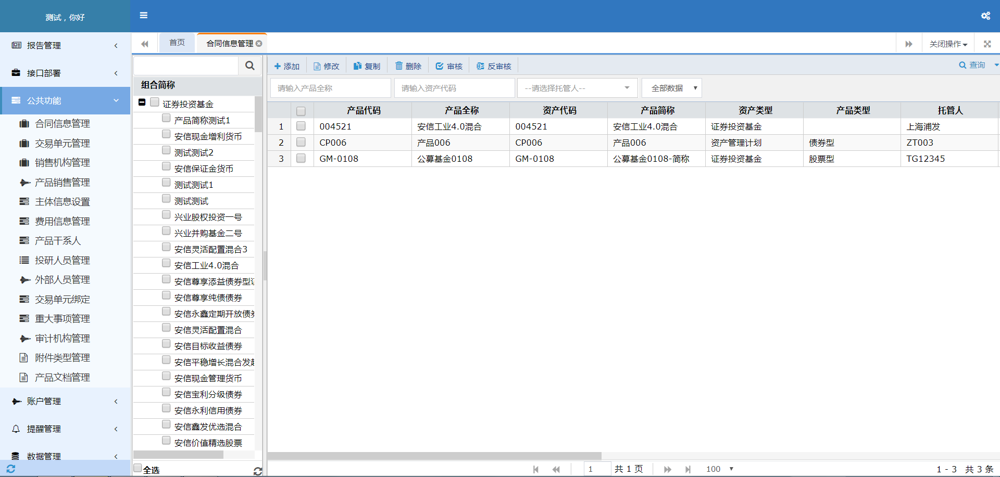 测试，你好
报告管理
接口部署
公共功能
合同信息管理
交易单元管理
销售机构管理
产品销售管理
主体信息设置
费用信息管理
产品干系人
投研人员管理
外部人员管理
交易单元绑定
重大事项管理
审计机构管理
附件类型管理
产品文档管理
账户管理
提醒管理
数据管理
首页 合同信息管理 关闭操作
组合简称
证券投资基金
产品简称测试1
安信现金增利货币
测试测试2
安信保证金货币
测试测试1
测试测试
兴业股权投资一号
兴业并购基金二号
安信灵活配置混合3
安信工业4.0混合
安信尊享添益债券型
安信尊享纯债债券
安信永鑫定期开放债
安信灵活配置混合
安信目标收益债券
安信平稳增长混合发
安信现金管理货币
安信宝利分级债券
安信永利信用债券
安信鑫发优选混合
安信价值精选股票
全选
添加 修改 复制 删除 审核 反审核 查询
请输入产品全称 请输入资产代码 --请选择托管人-- 全部数据
产品代码 产品全称 资产代码 产品简称 资产类型 产品类型 托管人
1 004521 安信工业4.0混合 004521 安信工业4.0混合 证券投资基金 上海浦发
2 CP006 产品006 CP006 产品006 资产管理计划 债券型 ZT003
3 GM-0108 公募基金0108 GM-0108 公募基金0108-简称 证券投资基金 股票型 TG12345
1 共 1 页 100 1 - 3 共 3 条